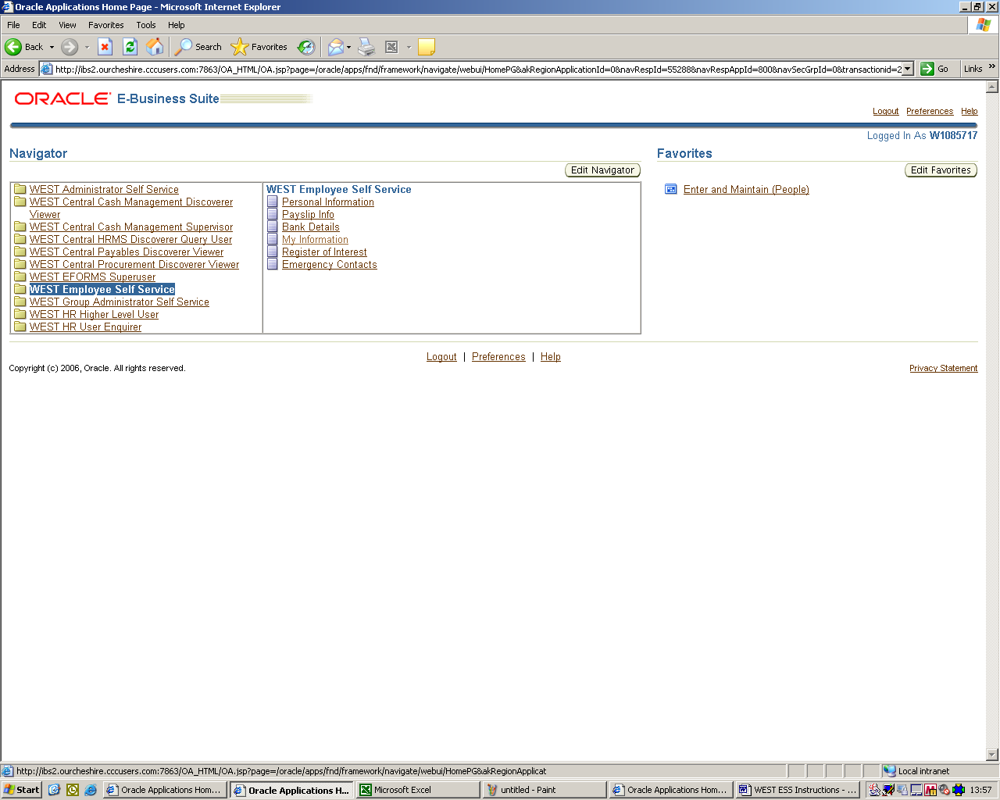 Oracle Applications Home Page - Microsoft Internet Explorer
File Edit View Favorites Tools Help
Back Search Favorites
Address http://ibs2.ourcheshire.cccusers.com:7863/OA_HTML/OA.jsp?page=/oracle/apps/fnd/framework/navigate/webui/HomePG&akRegionApplicationId=0&navRespId=55288&navRespAppId=800&navSecGrpId=0&transactionid=2 Go Links »
ORACLE E-Business Suite
Logout Preferences Help
Logged In As W1085717
Navigator
Edit Navigator
WEST Administrator Self Service
WEST Central Cash Management Discoverer
Viewer
WEST Central Cash Management Supervisor
WEST Central HRMS Discoverer Query User
WEST Central Payables Discoverer Viewer
WEST Central Procurement Discoverer Viewer
WEST EFORMS Superuser
WEST Employee Self Service
WEST Group Administrator Self Service
WEST HR Higher Level User
WEST HR User Enquirer
WEST Employee Self Service
Personal Information
Payslip Info
Bank Details
My Information
Register of Interest
Emergency Contacts
Favorites
Edit Favorites
Enter and Maintain (People)
Logout | Preferences | Help
Copyright (c) 2006, Oracle. All rights reserved.
Privacy Statement
http://ibs2.ourcheshire.cccusers.com:7863/OA_HTML/OA.jsp?page=/oracle/apps/fnd/framework/navigate/webui/HomePG&akRegionApplicat
Local intranet
Start Oracle Applications Hom... Oracle Applications H... Microsoft Excel untitled - Paint Oracle Applications Hom... WEST ESS Instructions - ... 13:57